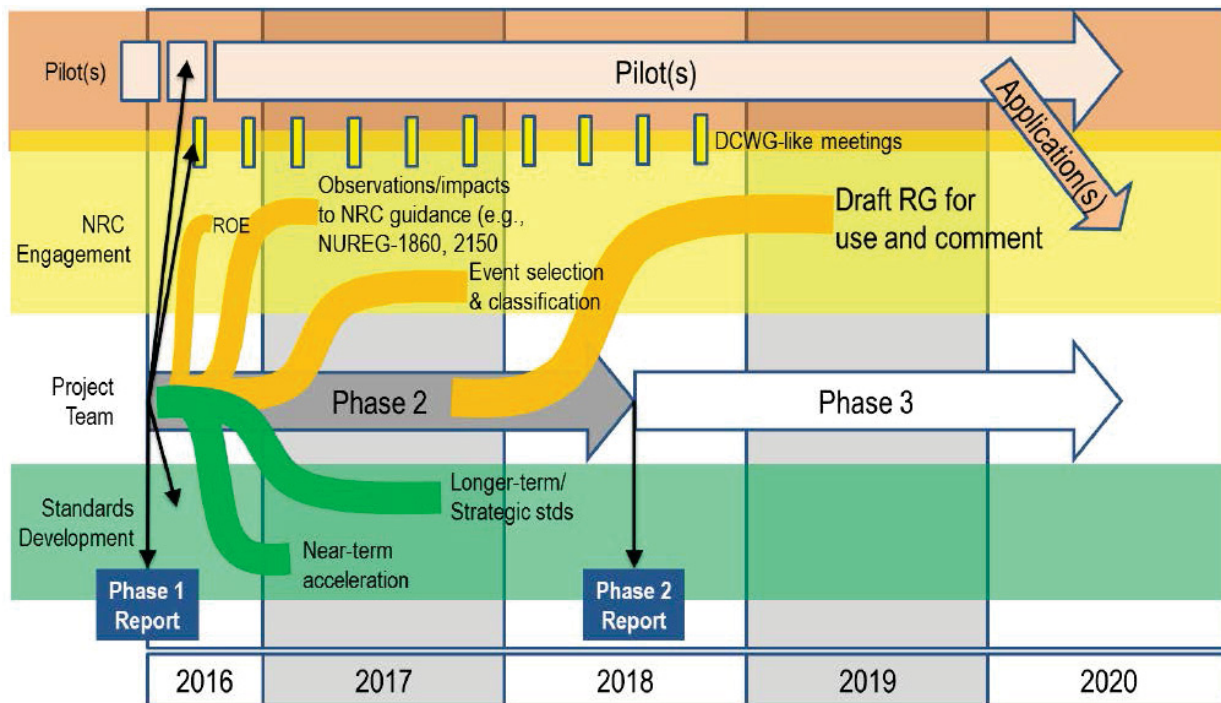 Pilot(s)
Pilot(s)
Application(s)
DCWG-like meetings
NRC
Engagement
ROE
Observations/impacts
to NRC guidance (e.g.,
NUREG-1860, 2150
Event selection
& classification
Draft RG for
use and comment
Project
Team
Phase 2
Phase 3
Standards
Development
Longer-term/
Strategic stds
Near-term
acceleration
Phase 1
Report
Phase 2
Report
2016
2017
2018
2019
2020